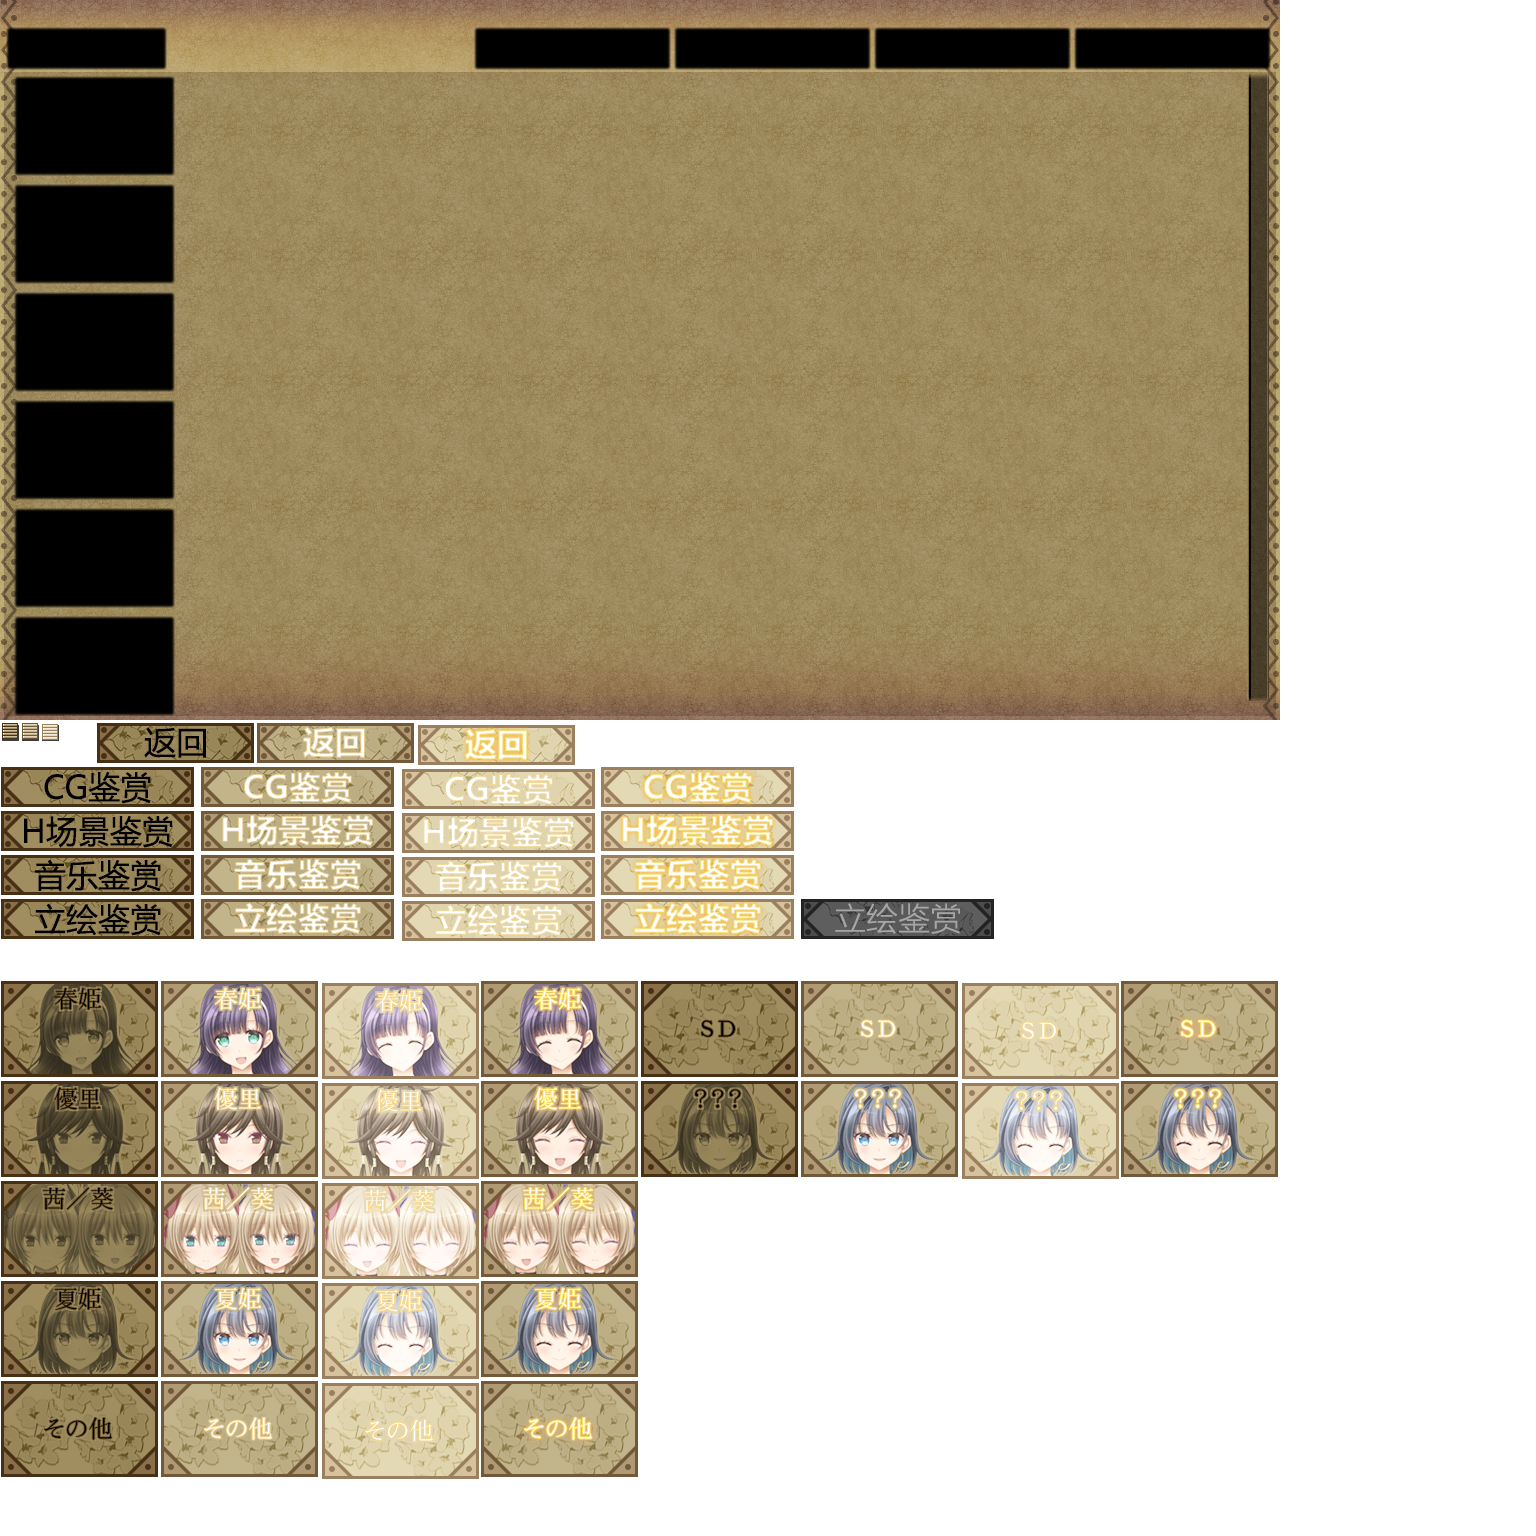 返回 返回 返回
CG鉴赏 CG鉴赏 CG鉴赏 CG鉴赏
H场景鉴赏 H场景鉴赏 H场景鉴赏 H场景鉴赏
音乐鉴赏 音乐鉴赏 音乐鉴赏 音乐鉴赏
立绘鉴赏 立绘鉴赏 立绘鉴赏 立绘鉴赏 立绘鉴赏
春姫 春姫 春姫 春姫 SD SD SD SD
優里 優里 優里 優里 ??? ??? ??? ???
茜／葵 茜／葵 茜／葵 茜／葵
夏姫 夏姫 夏姫 夏姫
その他 その他 その他 その他